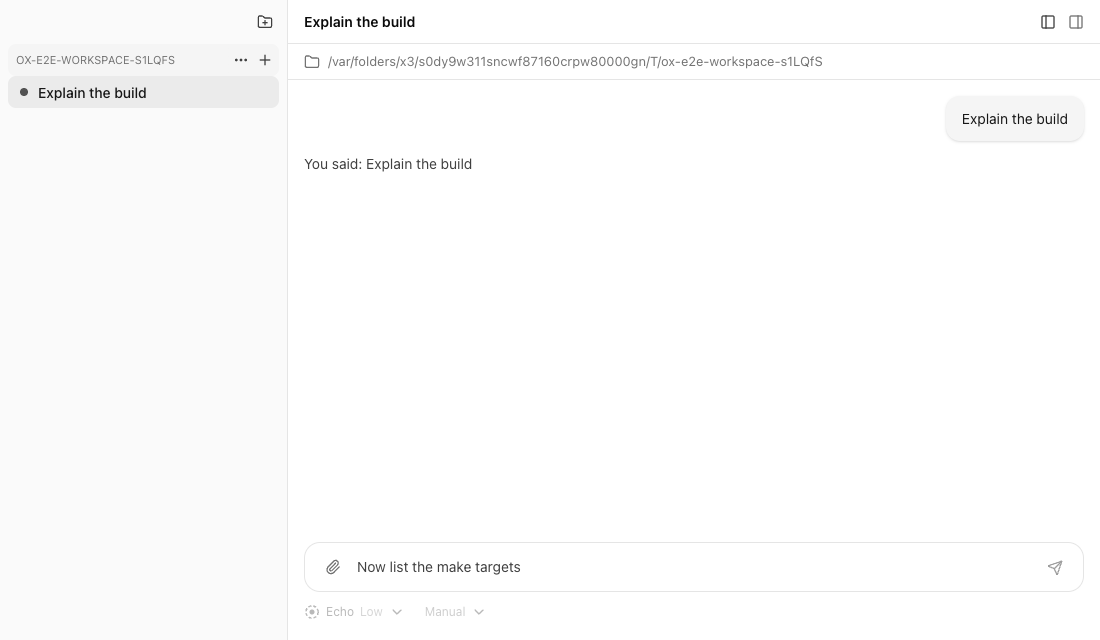 Explain the build
OX-E2E-WORKSPACE-S1LQFS
/var/folders/x3/s0dy9w311sncwf87160crpw80000gn/T/ox-e2e-workspace-s1LQfS
Explain the build
Explain the build
You said: Explain the build
Now list the make targets
Echo Low Manual